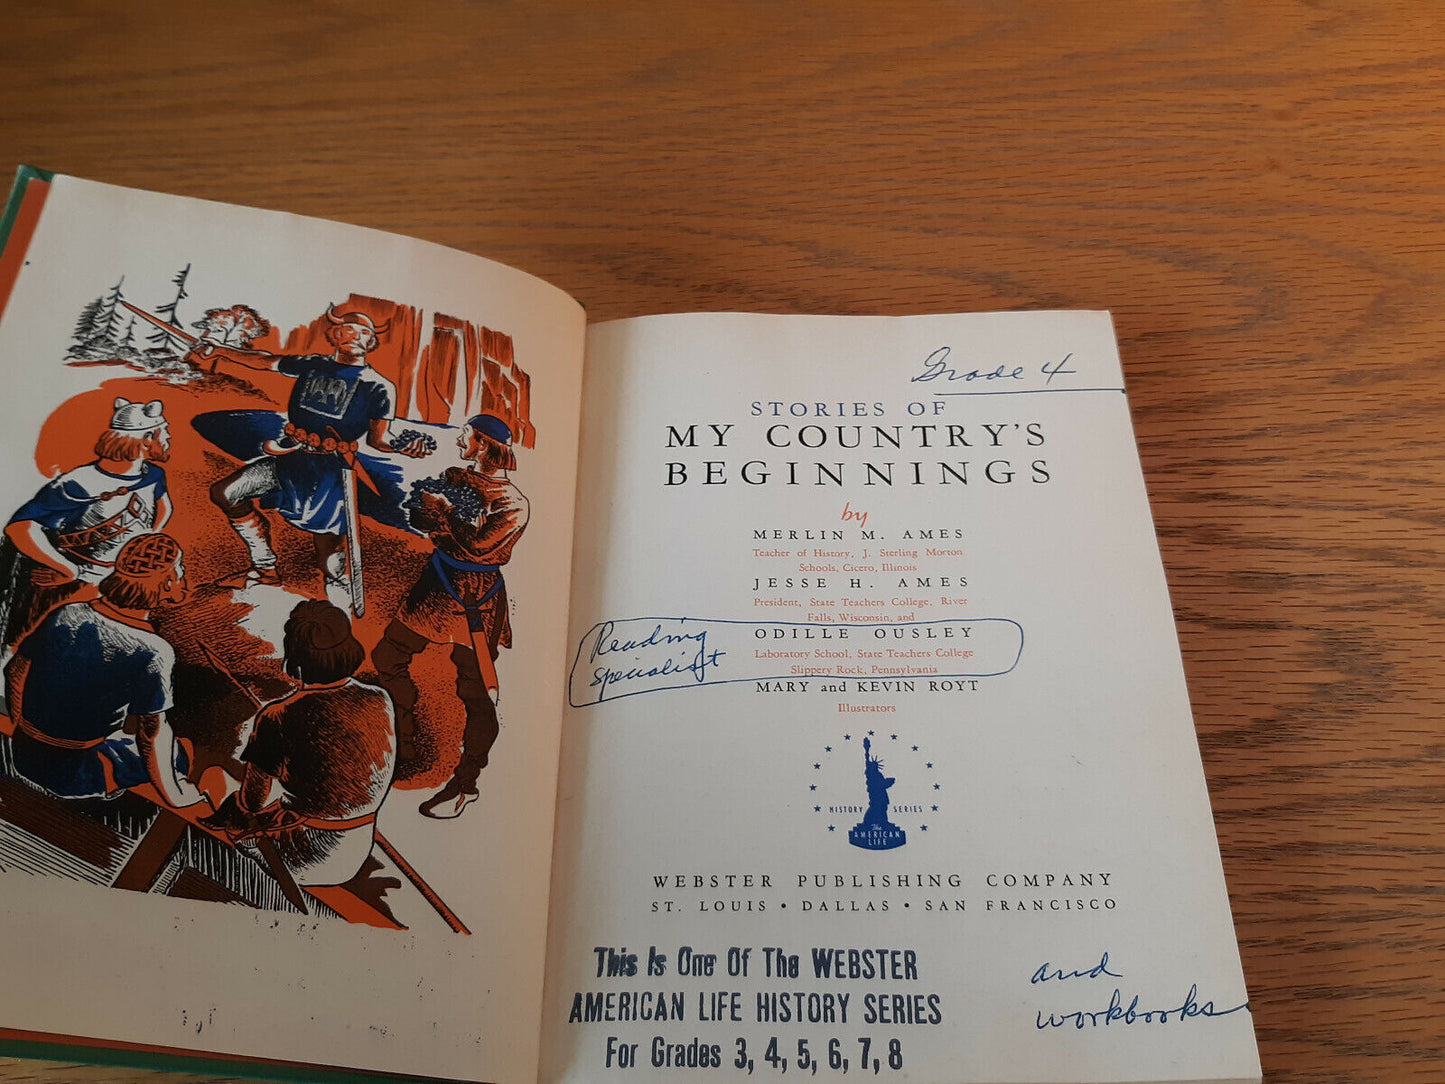 Grade 4
STORIES OF
MY COUNTRY'S
BEGINNINGS
by
MERLIN M. AMES
Teacher of History, J. Sterling Morton
Schools, Cicero, Illinois
JESSE H. AMES
President, State Teachers College, River
Falls, Wisconsin, and
Reading
specialist
ODILLE OUSLEY
Laboratory School, State Teachers College
Slippery Rock, Pennsylvania
MARY and KEVIN ROYT
Illustrators
HISTORY SERIES
The
AMERICAN
LIFE
WEBSTER PUBLISHING COMPANY
ST. LOUIS • DALLAS • SAN FRANCISCO
This Is One Of The WEBSTER
AMERICAN LIFE HISTORY SERIES
For Grades 3, 4, 5, 6, 7, 8
and
workbooks